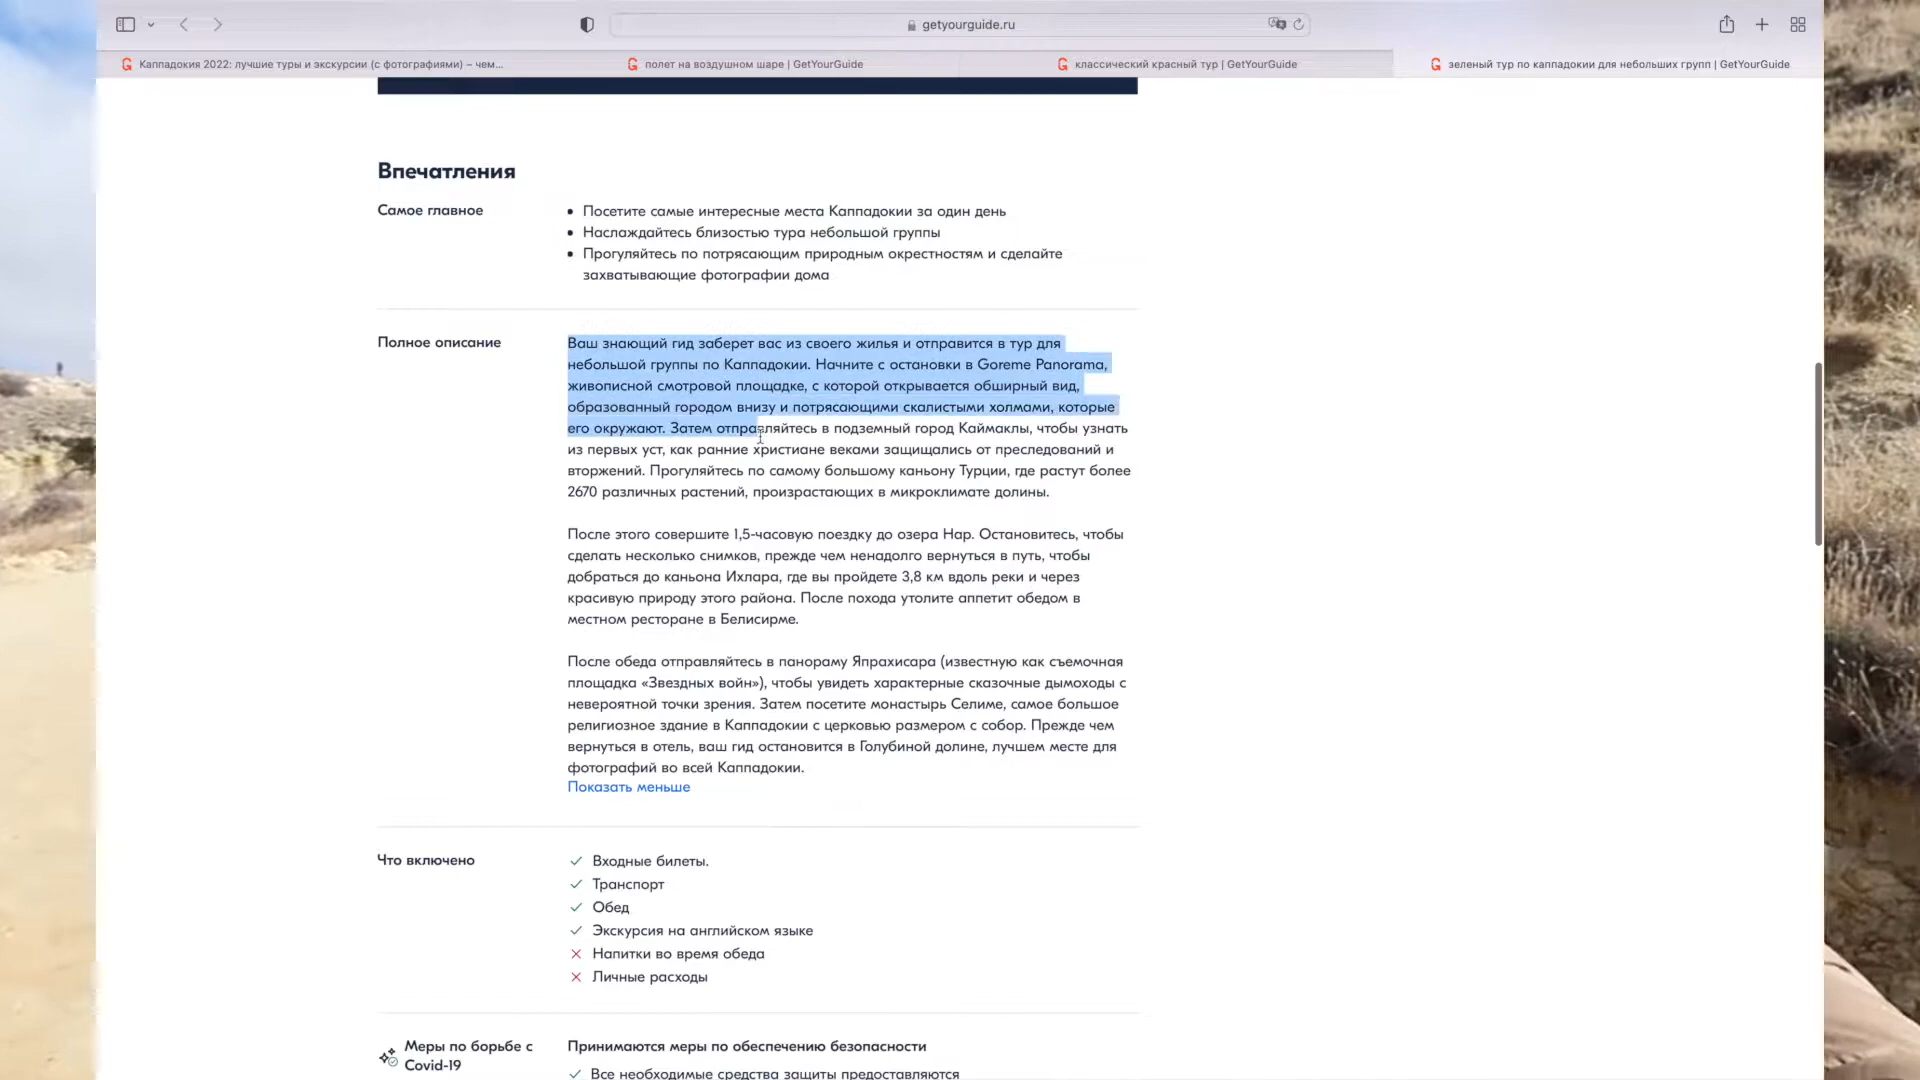 getyourguide.ru
Каппадокия 2022: лучшие туры и экскурсии (с фотографиями) – чем...
полет на воздушном шаре | GetYourGuide
классический красный тур | GetYourGuide
зеленый тур по каппадокии для небольших групп | GetYourGuide
Впечатления
Самое главное
Посетите самые интересные места Каппадокии за один день
Наслаждайтесь близостью тура небольшой группы
Прогуляйтесь по потрясающим природным окрестностям и сделайте
захватывающие фотографии дома
Полное описание
Ваш знающий гид заберет вас из своего жилья и отправится в тур для
небольшой группы по Каппадокии. Начните с остановки в Goreme Panorama,
живописной смотровой площадке, с которой открывается обширный вид,
образованный городом внизу и потрясающими скалистыми холмами, которые
его окружают. Затем отправляйтесь в подземный город Каймаклы, чтобы узнать
из первых уст, как ранние христиане веками защищались от преследований и
вторжений. Прогуляйтесь по самому большому каньону Турции, где растут более
2670 различных растений, произрастающих в микроклимате долины.
После этого совершите 1,5-часовую поездку до озера Нар. Остановитесь, чтобы
сделать несколько снимков, прежде чем ненадолго вернуться в путь, чтобы
добраться до каньона Ихлара, где вы пройдете 3,8 км вдоль реки и через
красивую природу этого района. После похода утолите аппетит обедом в
местном ресторане в Белисирме.
После обеда отправляйтесь в панораму Япрахисара (известную как съемочная
площадка «Звездных войн»), чтобы увидеть характерные сказочные дымоходы с
невероятной точки зрения. Затем посетите монастырь Селиме, самое большое
религиозное здание в Каппадокии с церковью размером с собор. Прежде чем
вернуться в отель, ваш гид остановится в Голубиной долине, лучшем месте для
фотографий во всей Каппадокии.
Показать меньше
Что включено
Входные билеты.
Транспорт
Обед
Экскурсия на английском языке
Напитки во время обеда
Личные расходы
Меры по борьбе с
Covid-19
Принимаются меры по обеспечению безопасности
Все необходимые средства защиты предоставляются